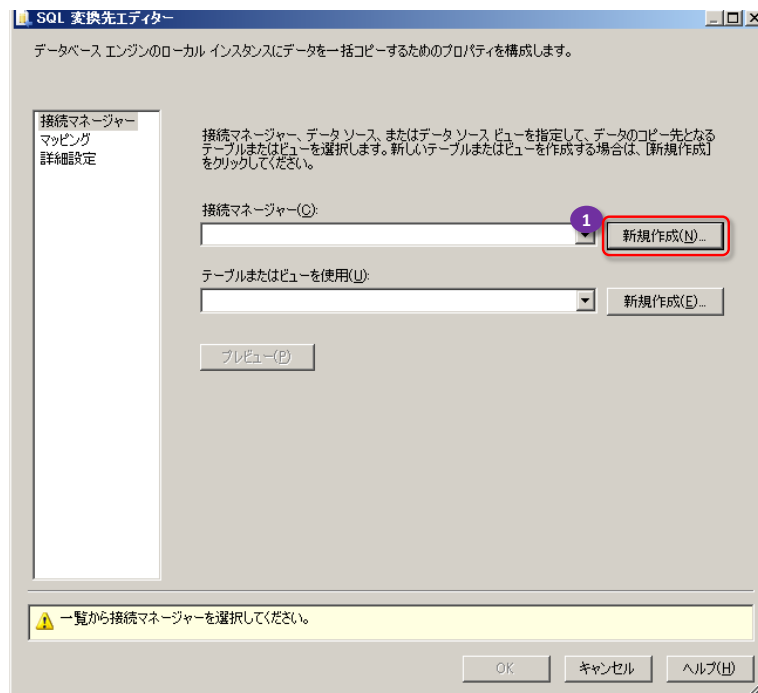 SQL 変換先エディター
データベース エンジンのローカル インスタンスにデータを一括コピーするためのプロパティを構成します。
接続マネージャー
マッピング
詳細設定
接続マネージャー、データ ソース、またはデータ ソース ビューを指定して、データのコピー先となる
テーブルまたはビューを選択します。新しいテーブルまたはビューを作成する場合は、[新規作成]
をクリックしてください。
接続マネージャー(C):
1
新規作成(N)...
テーブルまたはビューを使用(U):
新規作成(E)...
プレビュー(P)
一覧から接続マネージャーを選択してください。
OK
キャンセル
ヘルプ(H)